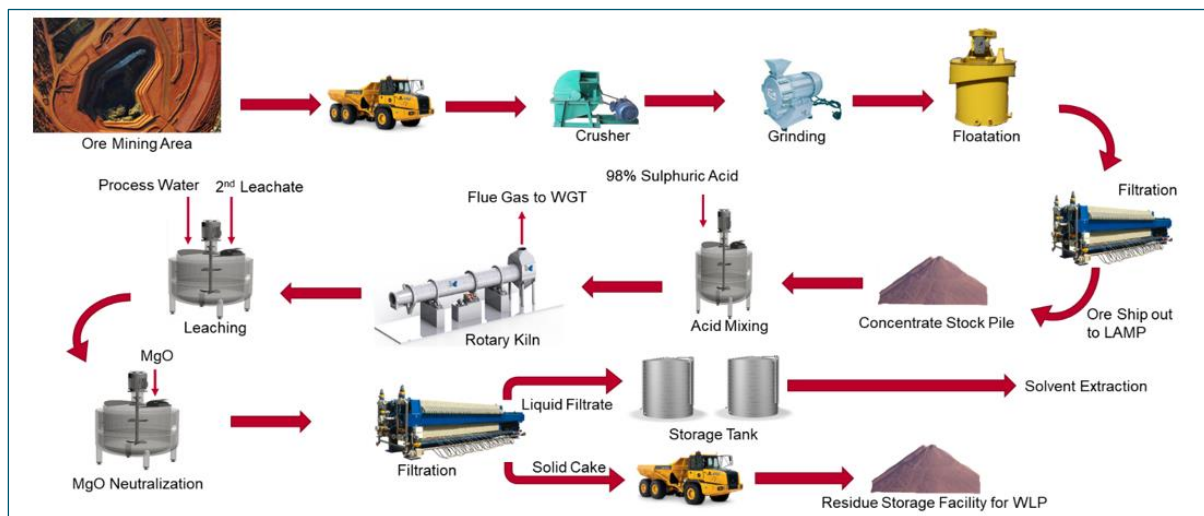 Ore Mining Area
Crusher
Grinding
Floatation
Filtration
Ore Ship out
to LAMP
Concentrate Stock Pile
98% Sulphuric Acid
Acid Mixing
Flue Gas to WGT
Rotary Kiln
Process Water
2nd Leachate
Leaching
MgO
MgO Neutralization
Filtration
Liquid Filtrate
Storage Tank
Solvent Extraction
Solid Cake
Residue Storage Facility for WLP